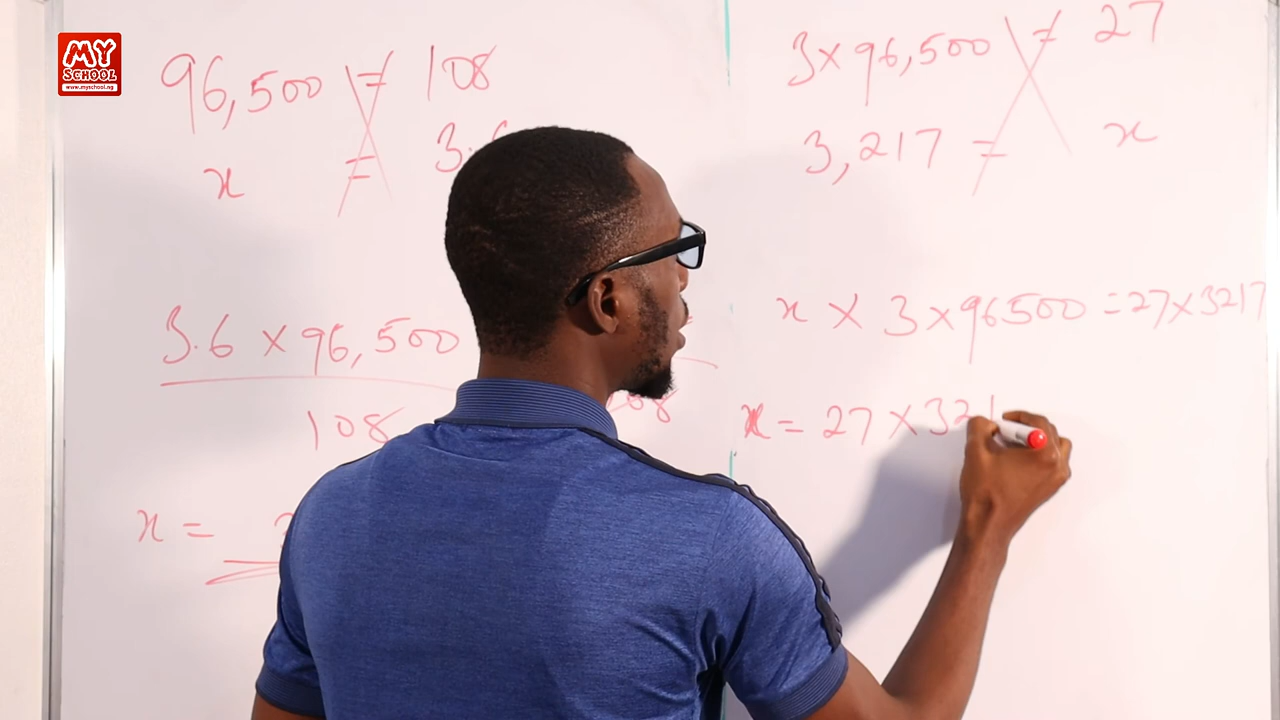 MY
SCHOOL
www.myschool.ng
96,500 = 108
x = 3.6
3.6 × 96,500
108
108
x =
3×96,500 = 27
3,217 = x
x × 3×96500 =27×3217
x = 27×321